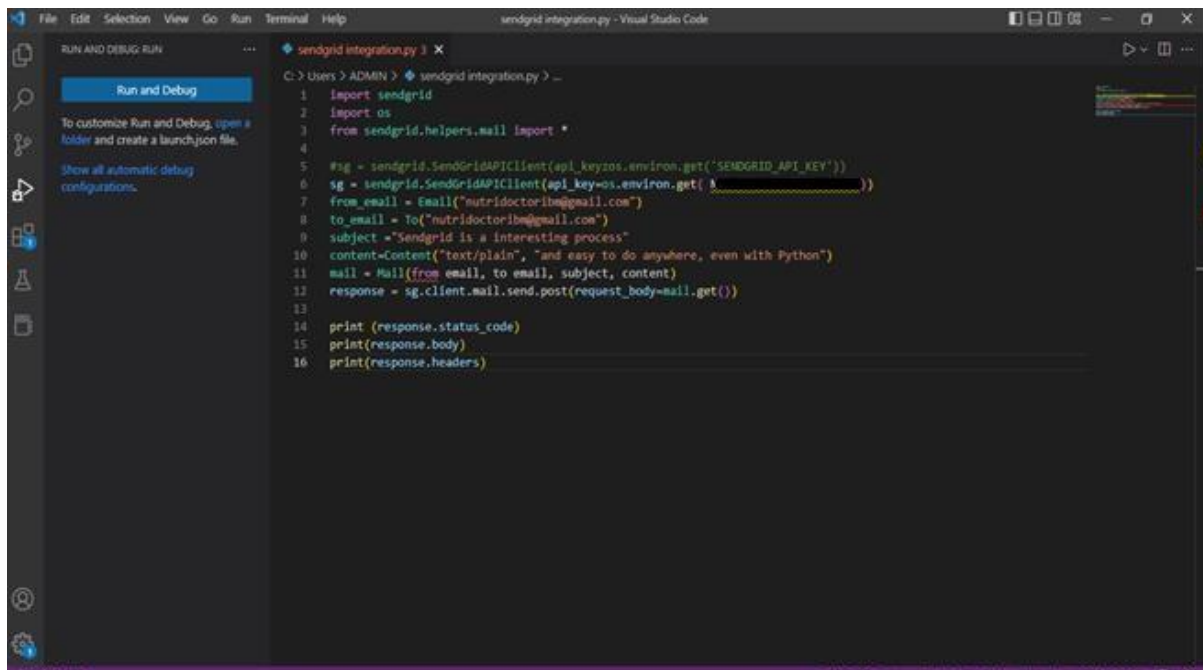 File Edit Selection View Go Run Terminal Help
sendgrid integration.py - Visual Studio Code
RUN AND DEBUG: RUN ...
sendgrid integration.py 3 X
C: > Users > ADMIN > sendgrid integration.py > ...
Run and Debug
To customize Run and Debug, open a
folder and create a launch.json file.
Show all automatic debug
configurations.
1 import sendgrid
2 import os
3 from sendgrid.helpers.mail import *
4
5 #sg = sendgrid.SendGridAPIClient(api_keyzos.environ.get('SENDGRID_API_KEY'))
6 sg = sendgrid.SendGridAPIClient(api_key=os.environ.get( ))
7 from_email = Email("nutridoctoribm@gmail.com")
8 to_email = To("nutridoctoribm@gmail.com")
9 subject ="Sendgrid is a interesting process"
10 content=Content("text/plain", "and easy to do anywhere, even with Python")
11 mail = Mail(from email, to email, subject, content)
12 response = sg.client.mail.send.post(request_body=mail.get())
13
14 print (response.status_code)
15 print(response.body)
16 print(response.headers)